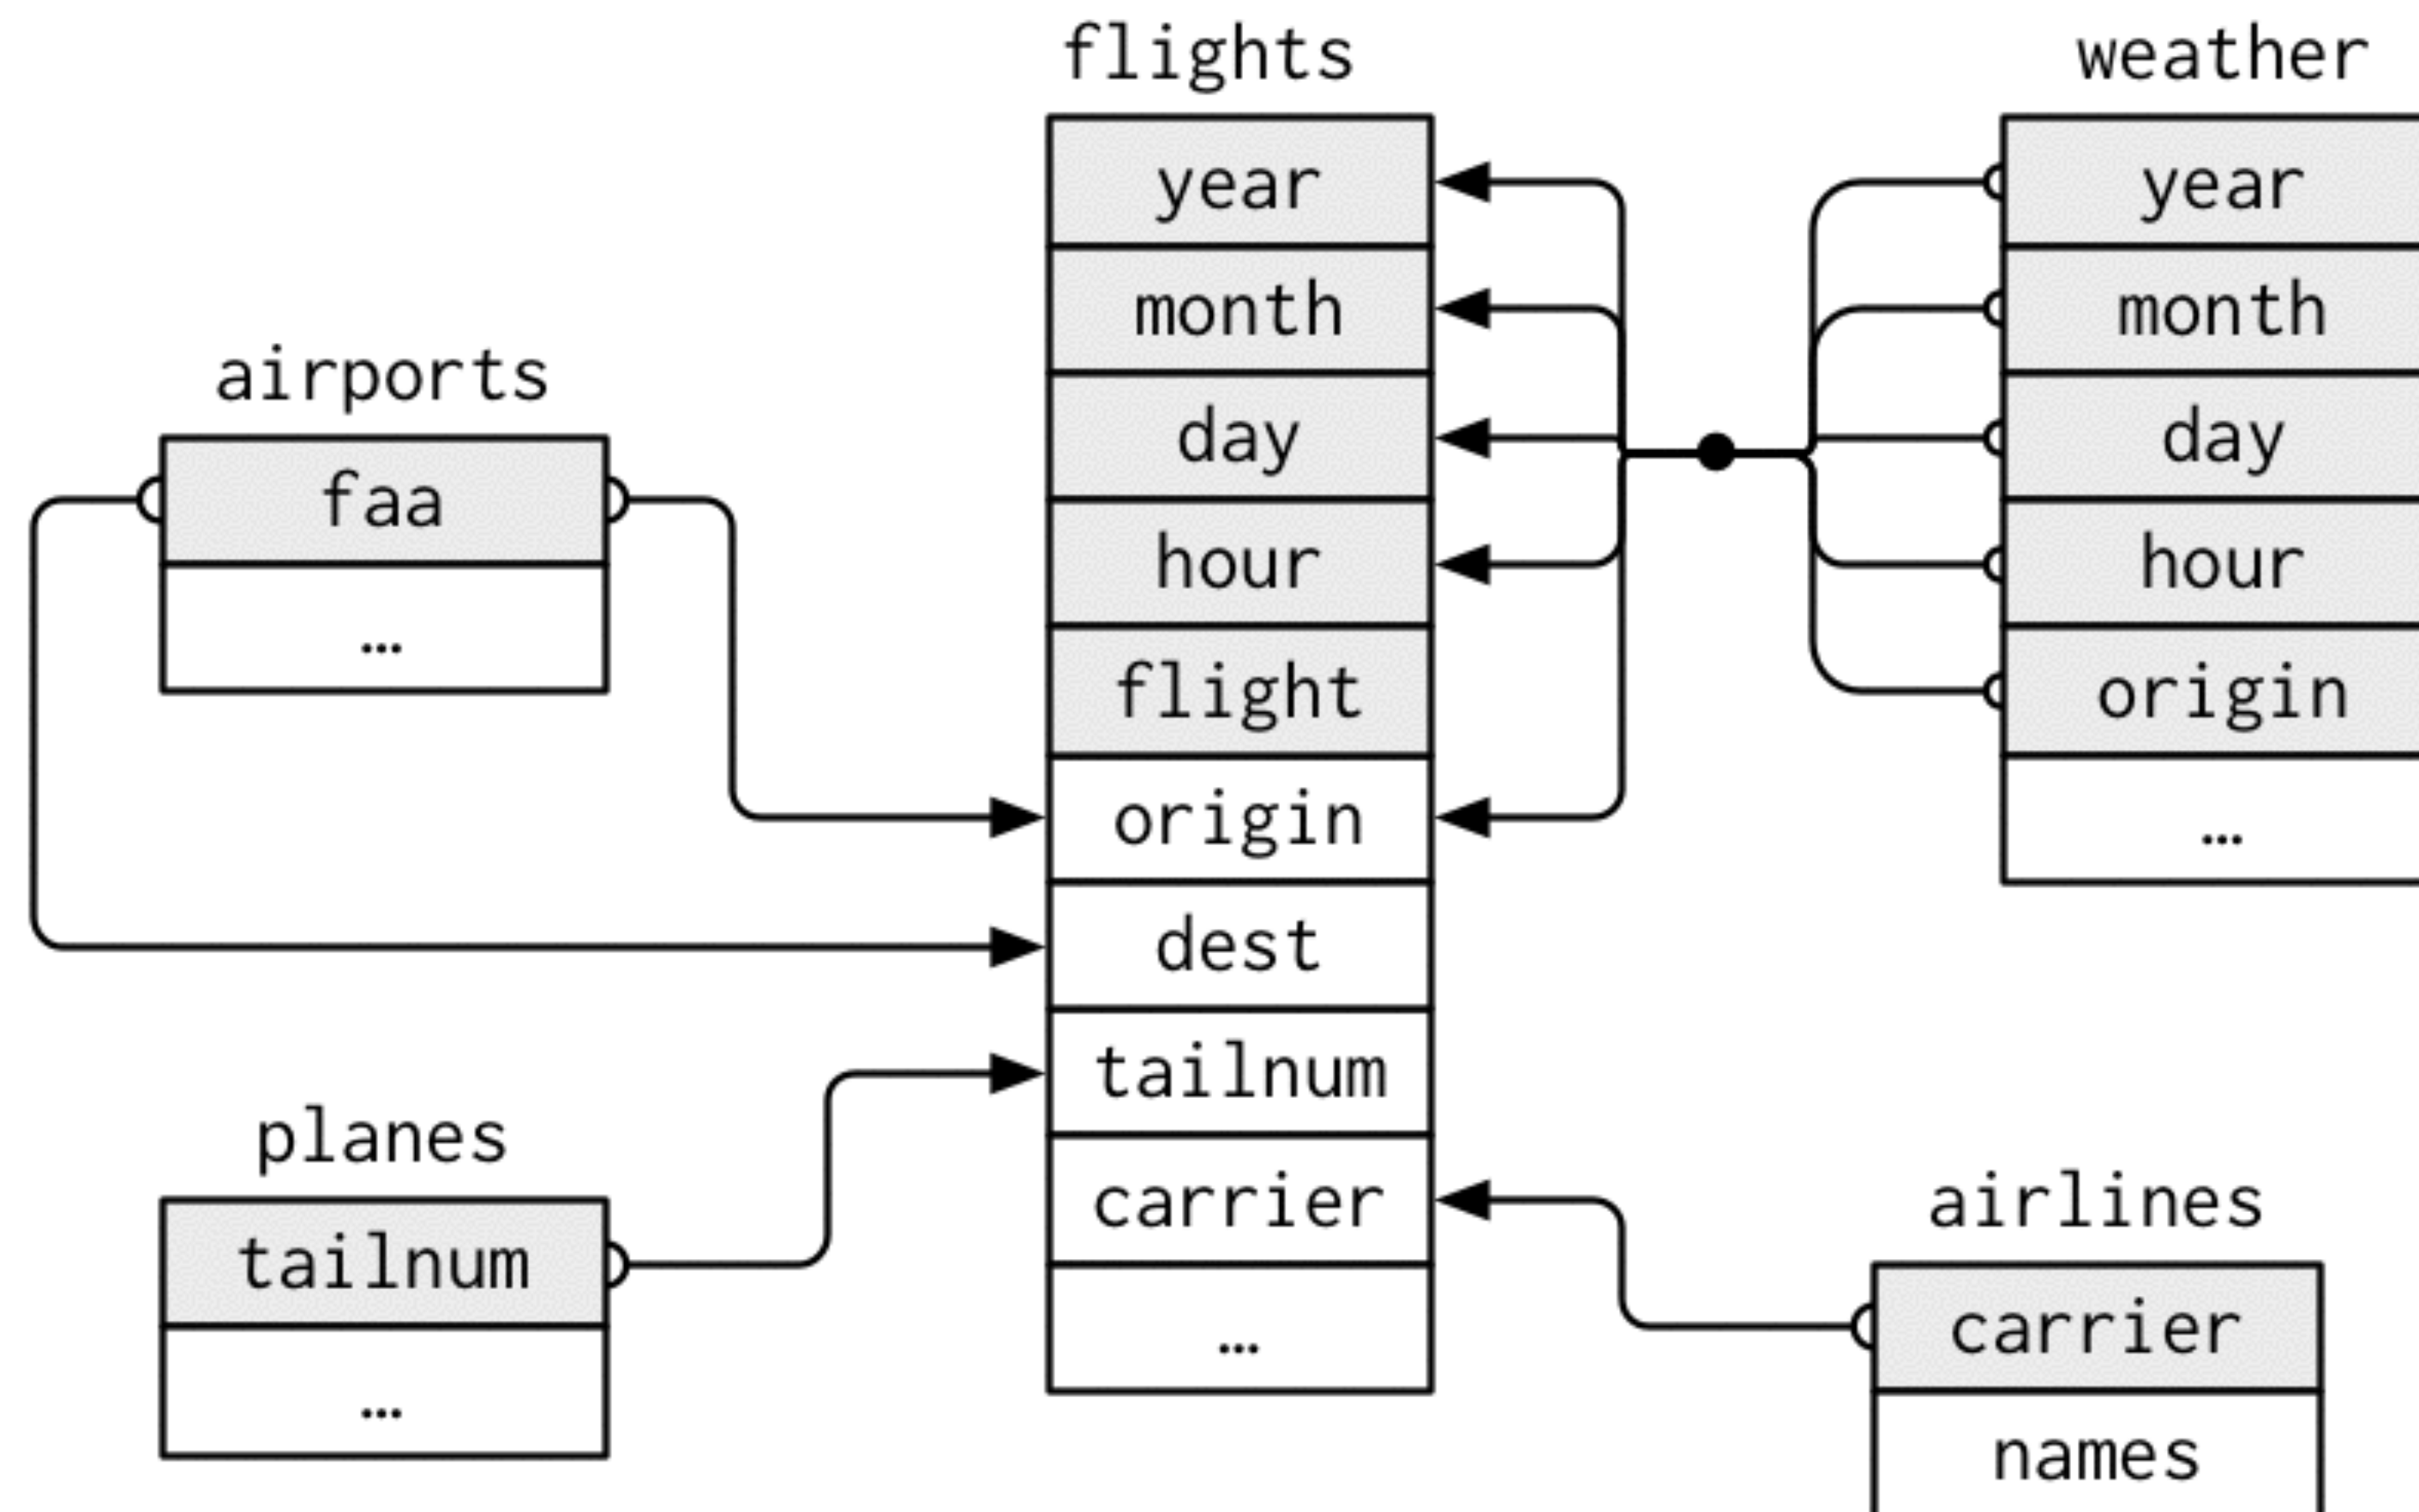 flights
year
month
day
hour
flight
origin
dest
tailnum
carrier
…
weather
year
month
day
hour
origin
…
airports
faa
…
planes
tailnum
…
airlines
carrier
names